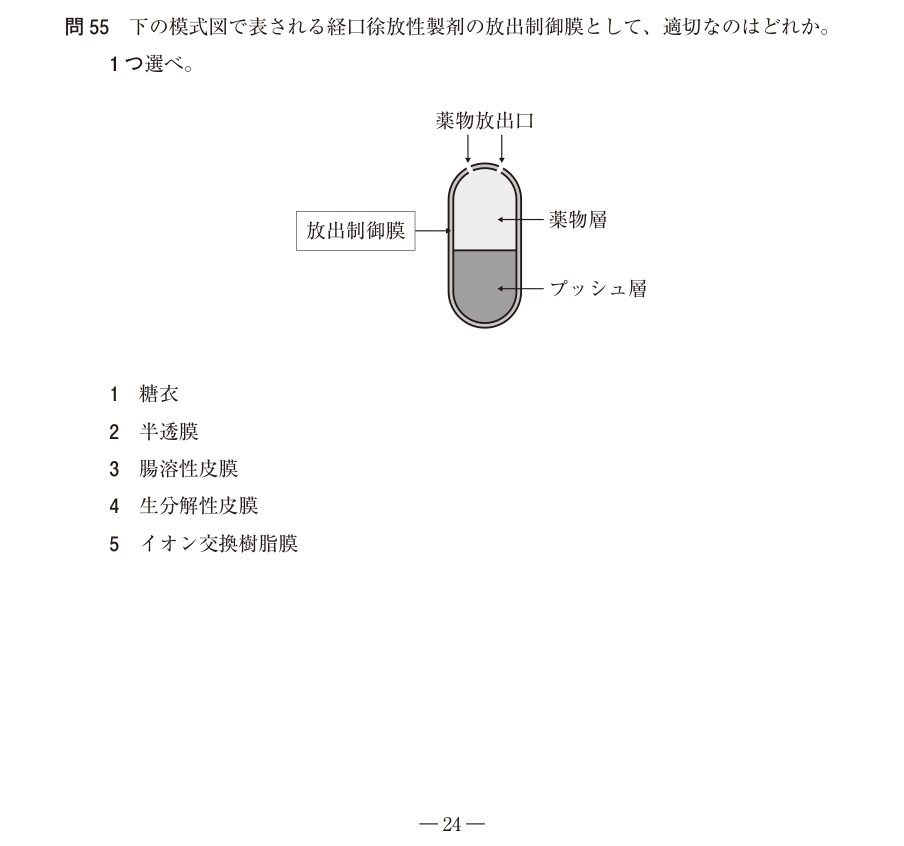 問 55　下の模式図で表される経口徐放性製剤の放出制御膜として、適切なのはどれか。
1 つ選べ。
薬物放出口
薬物層
放出制御膜
プッシュ層
1　糖衣
2　半透膜
3　腸溶性皮膜
4　生分解性皮膜
5　イオン交換樹脂膜
― 24 ―